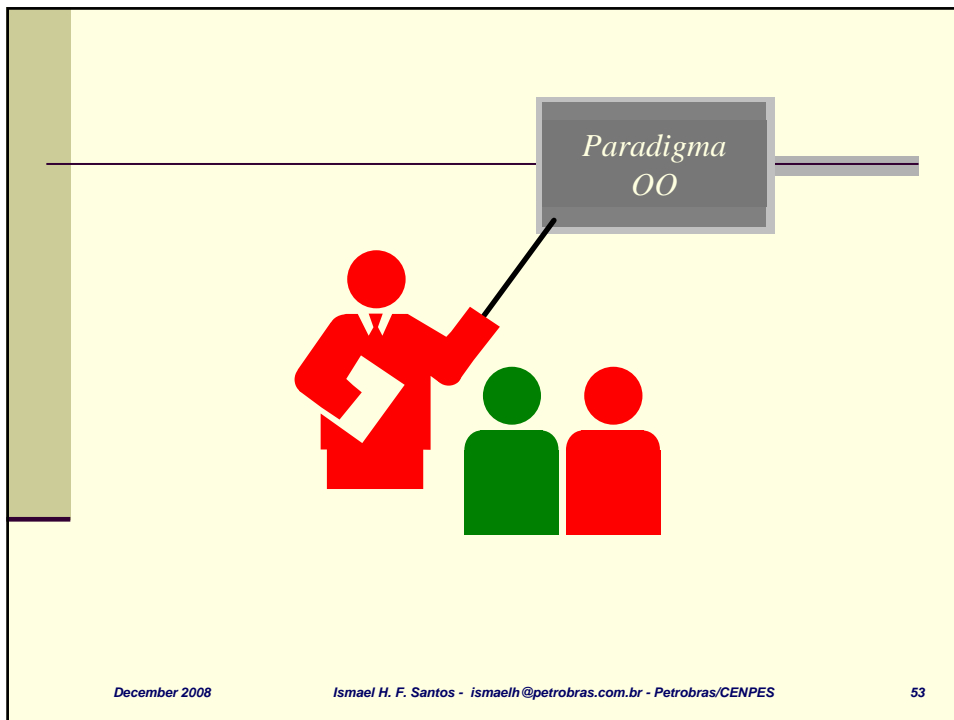 Paradigma
OO
December 2008 Ismael H. F. Santos - ismaelh@petrobras.com.br - Petrobras/CENPES 53